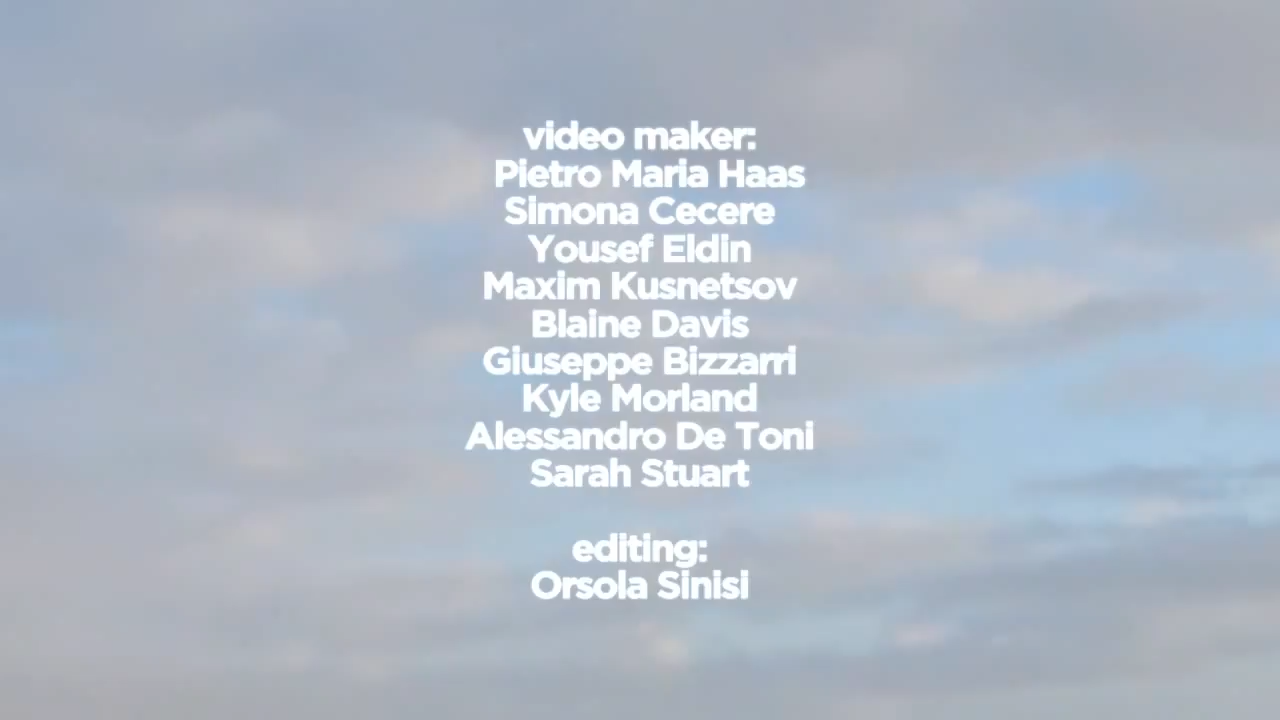 video maker:
Pietro Maria Haas
Simona Cecere
Yousef Eldin
Maxim Kusnetsov
Blaine Davis
Giuseppe Bizzarri
Kyle Morland
Alessandro De Toni
Sarah Stuart
editing:
Orsola Sinisi